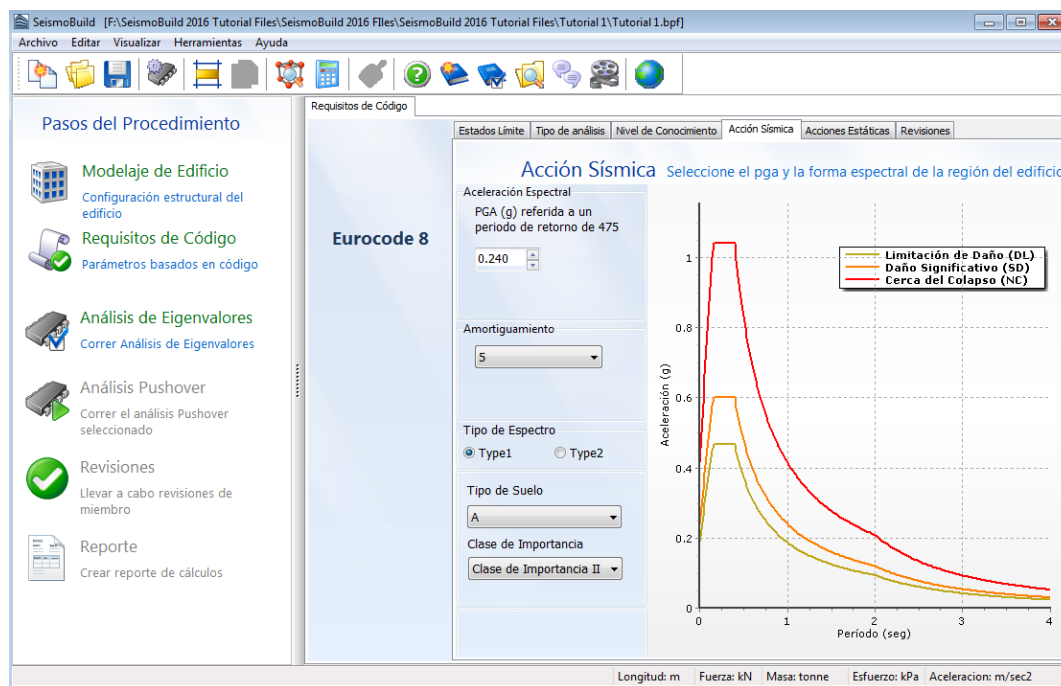 SeismoBuild [F:\SeismoBuild 2016 Tutorial Files\SeismoBuild 2016 FIles\SeismoBuild 2016 Tutorial Files\Tutorial 1\Tutorial 1.bpf]
Archivo Editar Visualizar Herramientas Ayuda
Pasos del Procedimiento
Modelaje de Edificio
Configuración estructural del
edificio
Requisitos de Código
Parámetros basados en código
Análisis de Eigenvalores
Correr Análisis de Eigenvalores
Análisis Pushover
Correr el análisis Pushover
seleccionado
Revisiones
Llevar a cabo revisiones de
miembro
Reporte
Crear reporte de cálculos
Requisitos de Código
Eurocode 8
Estados Límite Tipo de análisis Nivel de Conocimiento Acción Sísmica Acciones Estáticas Revisiones
Acción Sísmica Seleccione el pga y la forma espectral de la región del edificio
Aceleración Espectral
PGA (g) referida a un
periodo de retorno de 475
0.240
Amortiguamiento
5
Tipo de Espectro
Type1 Type2
Tipo de Suelo
A
Clase de Importancia
Clase de Importancia II
Limitación de Daño (DL)
Daño Significativo (SD)
Cerca del Colapso (NC)
Aceleración (g)
1
0.8
0.6
0.4
0.2
0
0 1 2 3 4
Período (seg)
Longitud: m Fuerza: kN Masa: tonne Esfuerzo: kPa Aceleracion: m/sec2